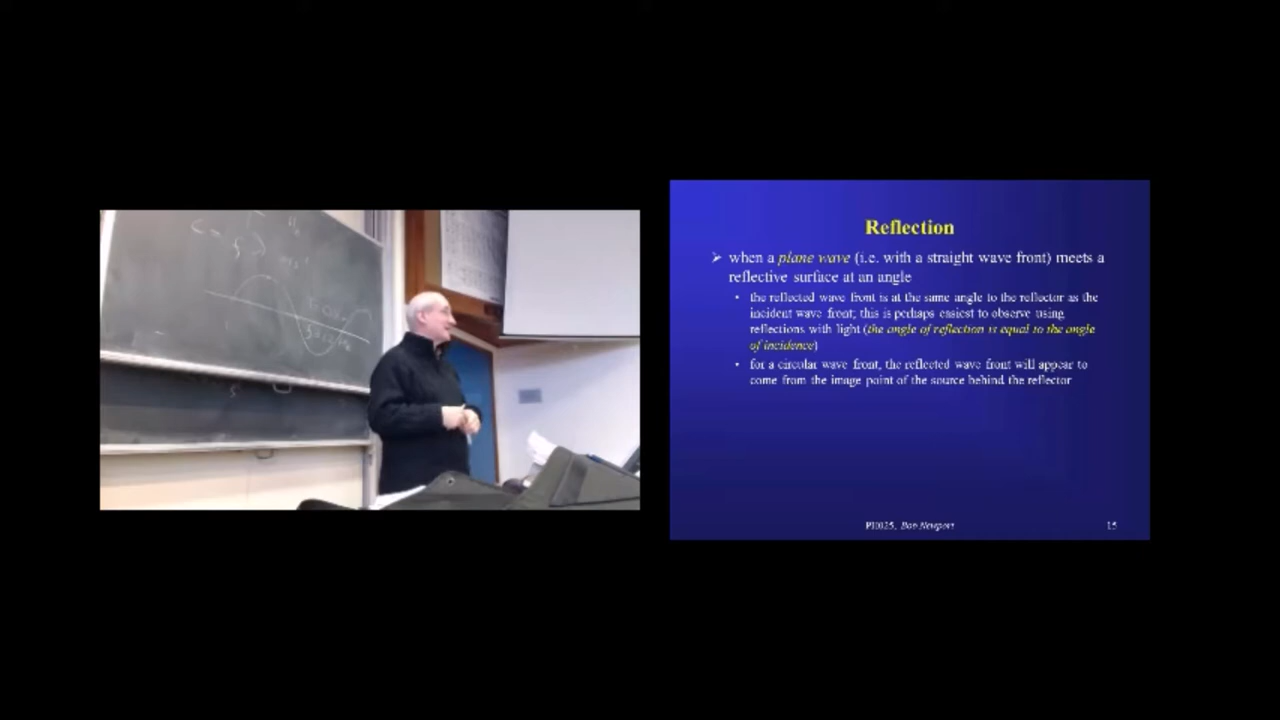 Reflection
➢ when a plane wave (i.e. with a straight wave front) meets a
reflective surface at an angle
• the reflected wave front is at the same angle to the reflector as the
incident wave front; this is perhaps easiest to observe using
reflections with light (the angle of reflection is equal to the angle
of incidence)
• for a circular wave front, the reflected wave front will appear to
come from the image point of the source behind the reflector
PH025, Bob Newport
15